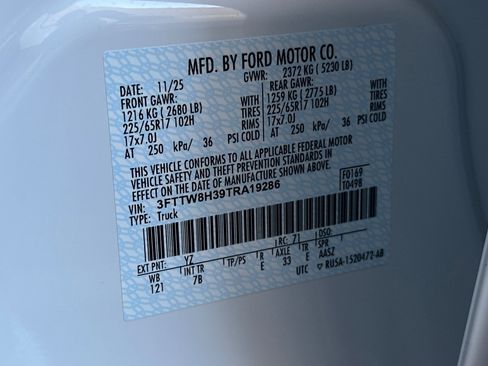 MFD. BY FORD MOTOR CO.
DATE: 11/25 GVWR: 2372 KG ( 5230 LB)
FRONT GAWR: REAR GAWR:
1216 KG ( 2680 LB) WITH 1259 KG ( 2775 LB) WITH
225/65R17 102H TIRES 225/65R17 102H TIRES
17x7.0J RIMS 17x7.0J RIMS
AT 250 kPa/ 36 PSI COLD AT 250 kPa/ 36 PSI COLD
THIS VEHICLE CONFORMS TO ALL APPLICABLE FEDERAL MOTOR
VEHICLE SAFETY AND THEFT PREVENTION STANDARDS IN
EFFECT ON THE DATE OF MANUFACTURE SHOWN ABOVE.
VIN: 3FTTW8H39TRA19286 F0169
TYPE: Truck T0498
EXT PNT: YZ RC: 71 DSO:
WB INT TR TP/PS R AXLE TR SPR
121 7B E 33 E AASZ
UTC ▽ RU5A-1520472-AB